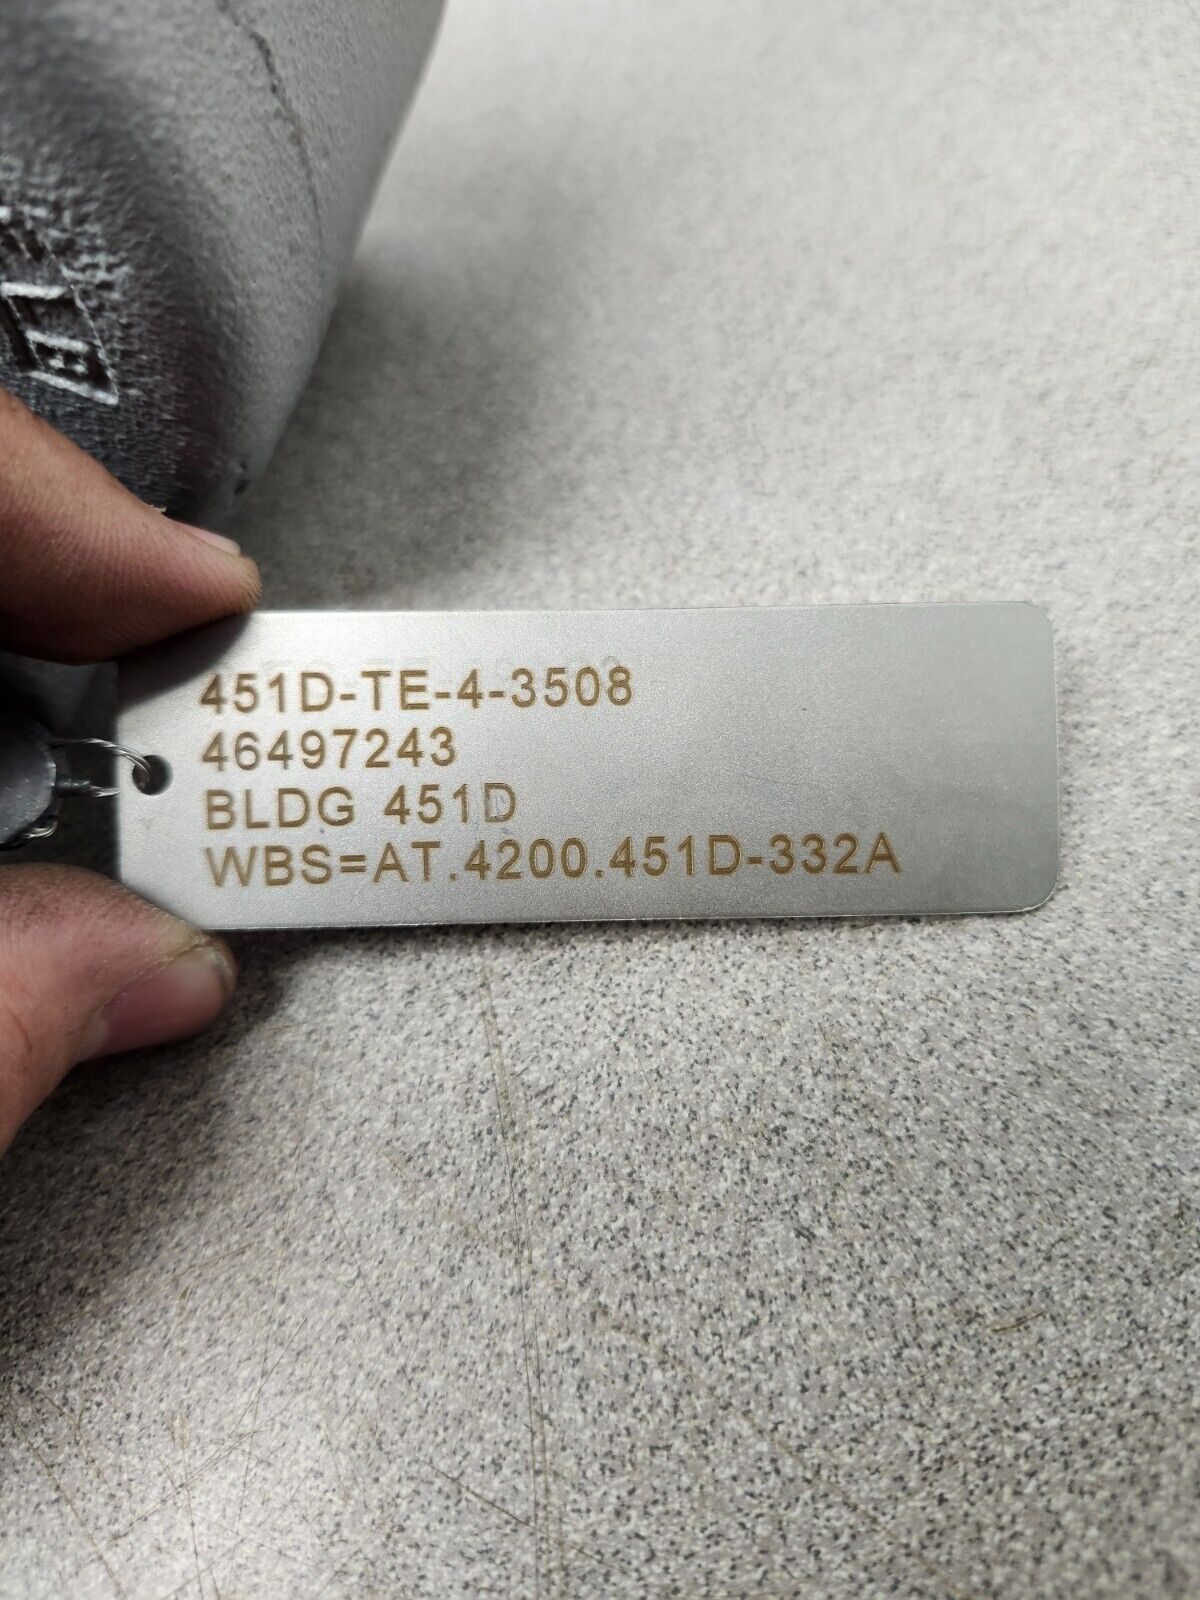 451D-TE-4-3508
46497243
BLDG 451D
WBS=AT.4200.451D-332A